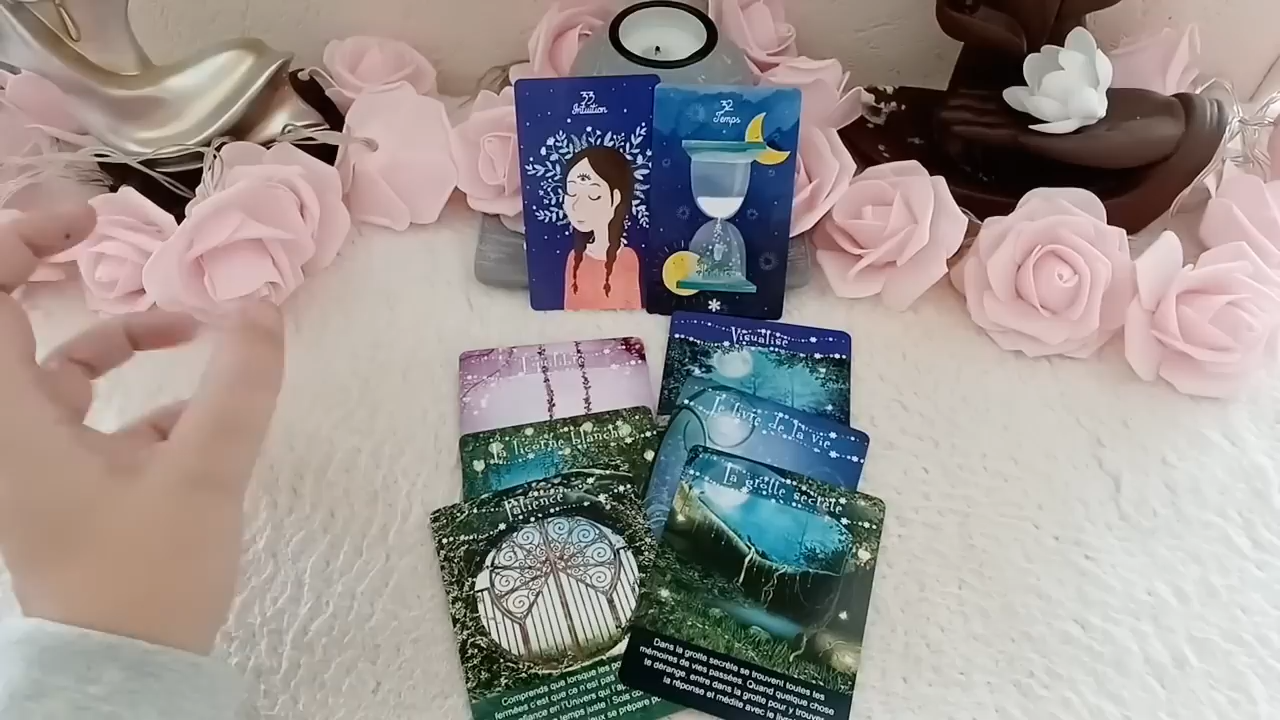 33
Intuition
32
Temps
Visualise
Équilibre
Le livre de la vie
La licorne blanche
La grotte secrète
Patience
Dans la grotte secrète se trouvent toutes les
mémoires de vies passées. Quand quelque chose
te dérange, entre dans la grotte pour y trouver
la réponse et médite avec le
Comprends que lorsque les
fermées c'est que ce n'est pas
en l'Univers qui
temps juste ! Sois
se prépare